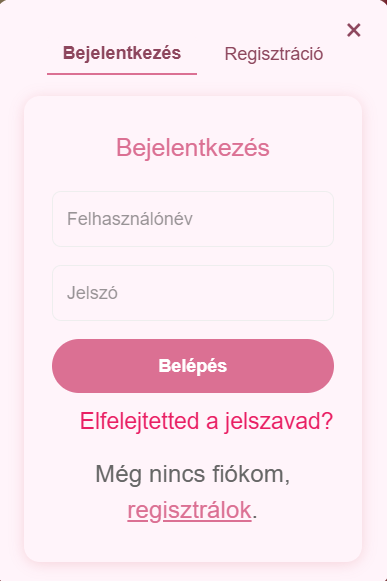 ×
Bejelentkezés Regisztráció
Bejelentkezés
Felhasználónév
Jelszó
Belépés
Elfelejtetted a jelszavad?
Még nincs fiókom,
regisztrálok.